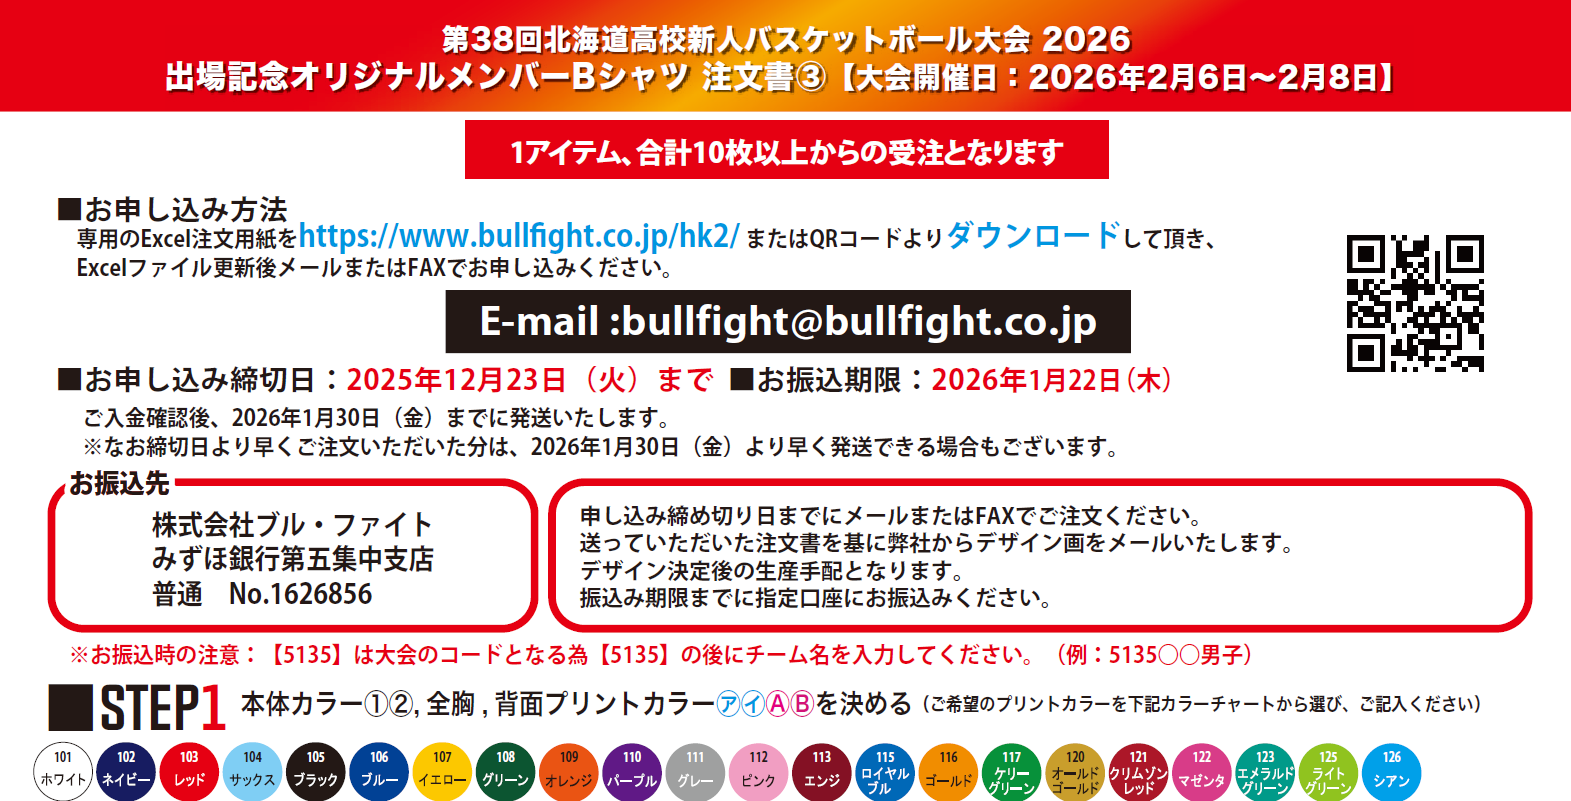 第38回北海道高校新人バスケットボール大会 2026
出場記念オリジナルメンバーBシャツ 注文書③【大会開催日：2026年2月6日～2月8日】
1アイテム、合計10枚以上からの受注となります
■お申し込み方法
専用のExcel注文用紙をhttps://www.bullfight.co.jp/hk2/ またはQRコードよりダウンロードして頂き、
Excelファイル更新後メールまたはFAXでお申し込みください。
E-mail :bullfight@bullfight.co.jp
■お申し込み締切日：2025年12月23日（火）まで ■お振込期限：2026年1月22日（木）
ご入金確認後、2026年1月30日（金）までに発送いたします。
※なお締切日より早くご注文いただいた分は、2026年1月30日（金）より早く発送できる場合もございます。
お振込先
株式会社ブル・ファイト
みずほ銀行第五集中支店
普通　No.1626856
申し込み締め切り日までにメールまたはFAXでご注文ください。
送っていただいた注文書を基に弊社からデザイン画をメールいたします。
デザイン決定後の生産手配となります。
振込み期限までに指定口座にお振込みください。
※お振込時の注意：【5135】は大会のコードとなる為【5135】の後にチーム名を入力してください。（例：5135○○男子）
■STEP1 本体カラー①②, 全胸 , 背面プリントカラー㋐㋑ⒶⒷを決める（ご希望のプリントカラーを下記カラーチャートから選び、ご記入ください）
101 ホワイト
102 ネイビー
103 レッド
104 サックス
105 ブラック
106 ブルー
107 イエロー
108 グリーン
109 オレンジ
110 パープル
111 グレー
112 ピンク
113 エンジ
115 ロイヤルブル
116 ゴールド
117 ケリーグリーン
120 オールドゴールド
121 クリムゾンレッド
122 マゼンタ
123 エメラルドグリーン
125 ライトグリーン
126 シアン